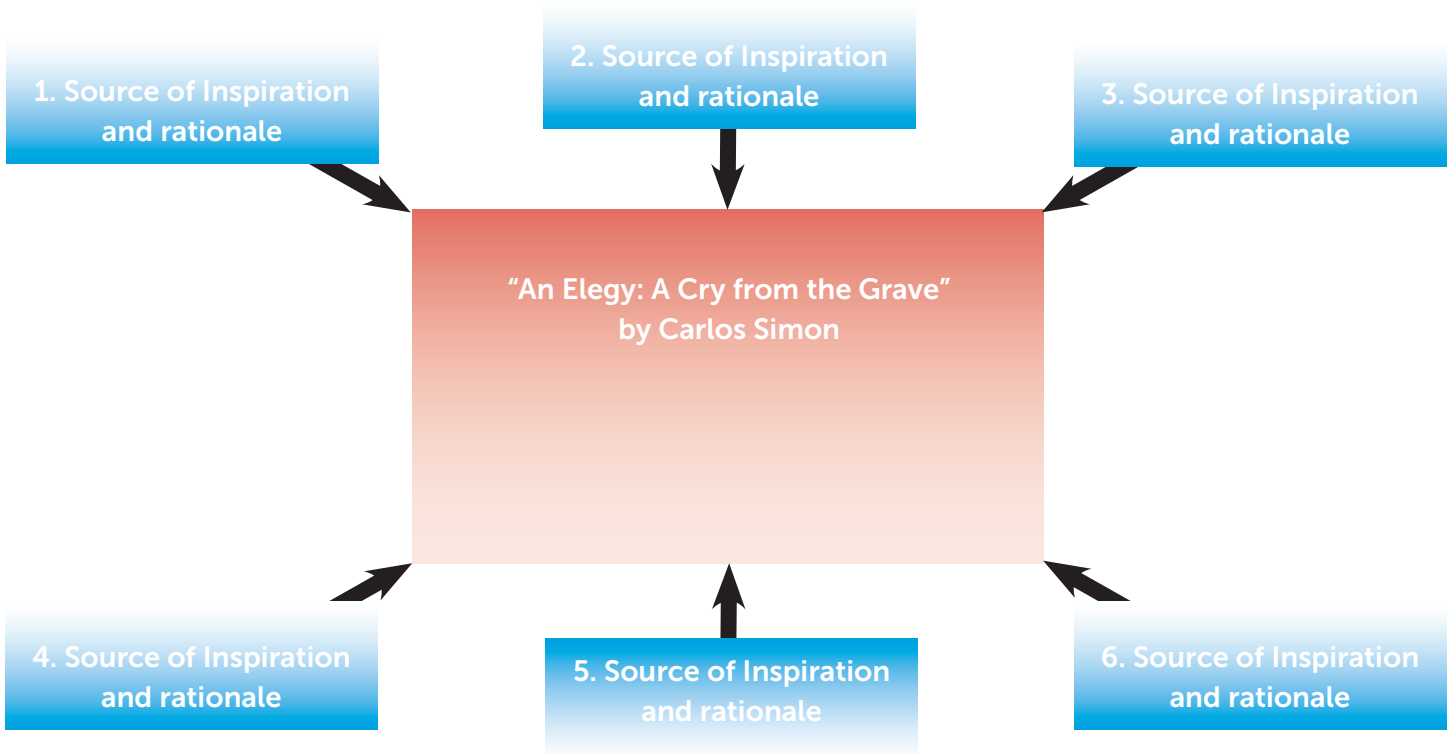 1. Source of Inspiration
and rationale
2. Source of Inspiration
and rationale
3. Source of Inspiration
and rationale
“An Elegy: A Cry from the Grave”
by Carlos Simon
4. Source of Inspiration
and rationale
5. Source of Inspiration
and rationale
6. Source of Inspiration
and rationale